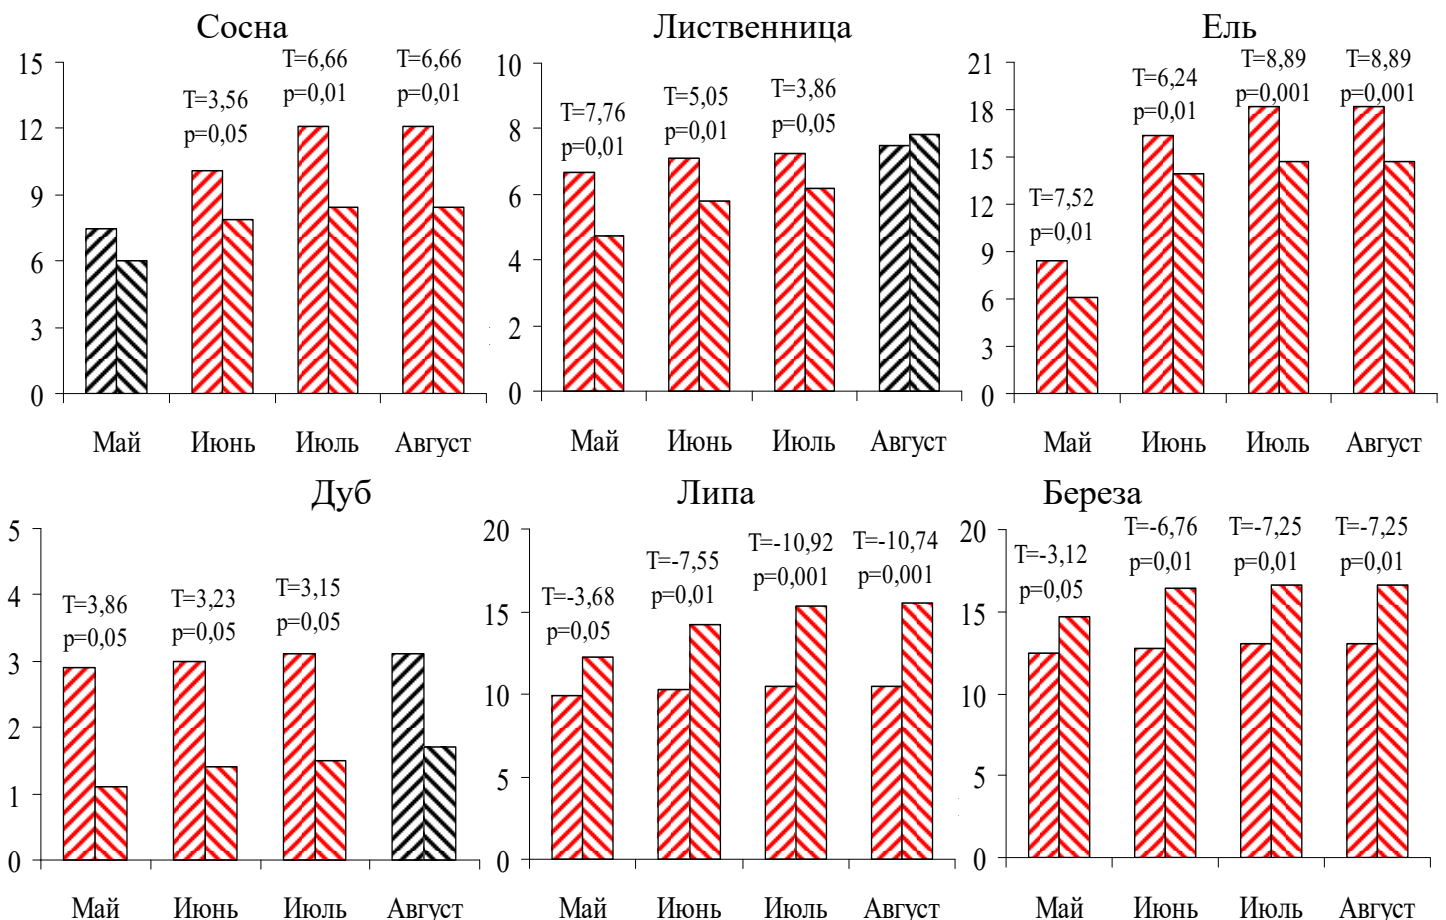 Сосна
15
12
9
6
3
0
T=3,56
p=0,05
T=6,66
p=0,01
T=6,66
p=0,01
Май Июнь Июль Август
Лиственница
10
8
6
4
2
0
T=7,76
p=0,01
T=5,05
p=0,01
T=3,86
p=0,05
Май Июнь Июль Август
Ель
21
18
15
12
9
6
3
0
T=7,52
p=0,01
T=6,24
p=0,01
T=8,89
p=0,001
T=8,89
p=0,001
Май Июнь Июль Август
Дуб
5
4
3
2
1
0
T=3,86
p=0,05
T=3,23
p=0,05
T=3,15
p=0,05
Май Июнь Июль Август
Липа
20
15
10
5
0
T=-3,68
p=0,05
T=-7,55
p=0,01
T=-10,92
p=0,001
T=-10,74
p=0,001
Май Июнь Июль Август
Береза
20
15
10
5
0
T=-3,12
p=0,05
T=-6,76
p=0,01
T=-7,25
p=0,01
T=-7,25
p=0,01
Май Июнь Июль Август